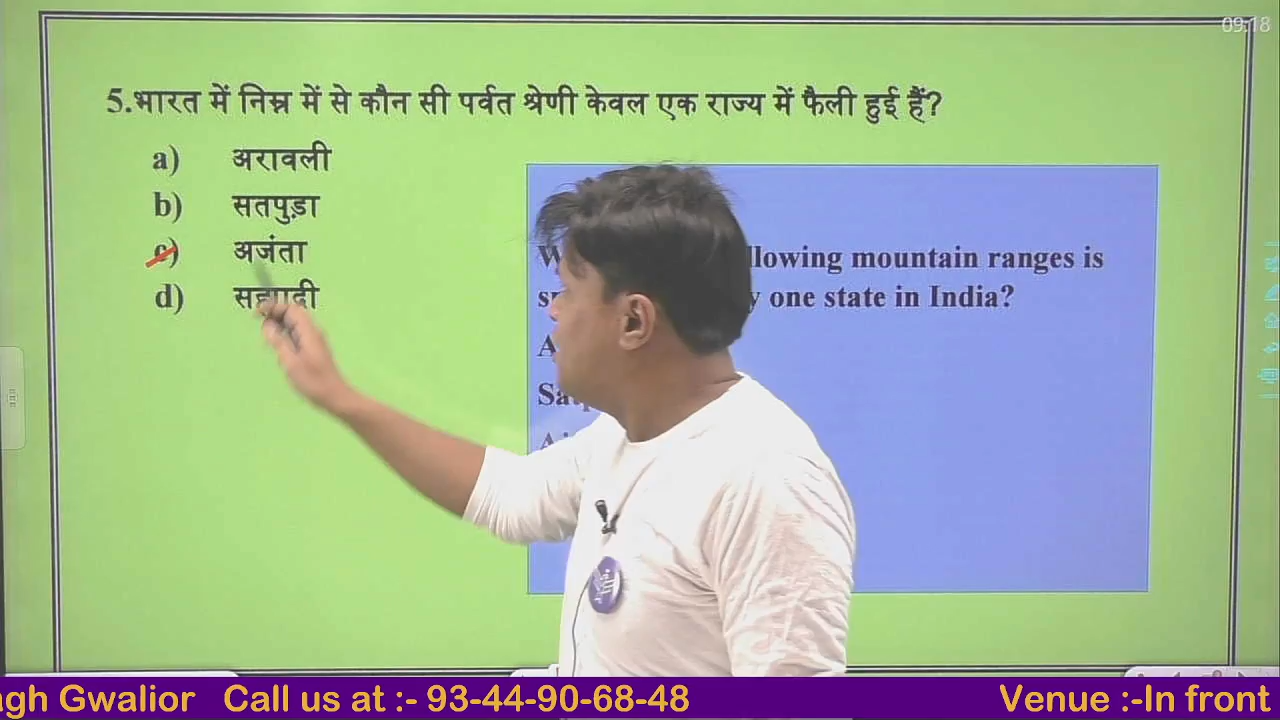 09:18
5.भारत में निम्न में से कौन सी पर्वत श्रेणी केवल एक राज्य में फैली हुई हैं?
a) अरावली
b) सतपुड़ा
c) अजंता
d) सह्याद्री
llowing mountain ranges is
one state in India?
agh Gwalior Call us at :- 93-44-90-68-48 Venue :-In front